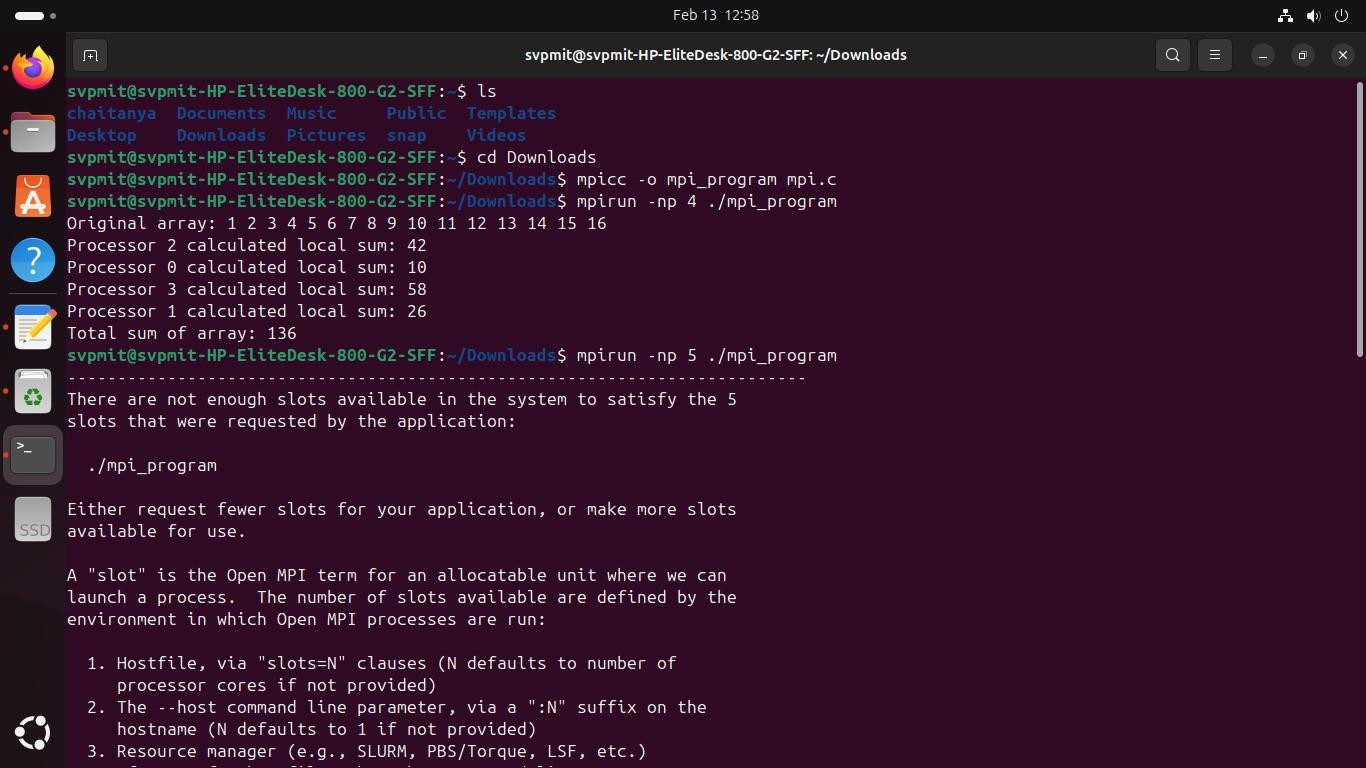 Feb 13 12:58
svpmit@svpmit-HP-EliteDesk-800-G2-SFF: ~/Downloads
svpmit@svpmit-HP-EliteDesk-800-G2-SFF:~$ ls
chaitanya Documents Music Public Templates
Desktop Downloads Pictures snap Videos
svpmit@svpmit-HP-EliteDesk-800-G2-SFF:~$ cd Downloads
svpmit@svpmit-HP-EliteDesk-800-G2-SFF:~/Downloads$ mpicc -o mpi_program mpi.c
svpmit@svpmit-HP-EliteDesk-800-G2-SFF:~/Downloads$ mpirun -np 4 ./mpi_program
Original array: 1 2 3 4 5 6 7 8 9 10 11 12 13 14 15 16
Processor 2 calculated local sum: 42
Processor 0 calculated local sum: 10
Processor 3 calculated local sum: 58
Processor 1 calculated local sum: 26
Total sum of array: 136
svpmit@svpmit-HP-EliteDesk-800-G2-SFF:~/Downloads$ mpirun -np 5 ./mpi_program
--------------------------------------------------------------------------
There are not enough slots available in the system to satisfy the 5
slots that were requested by the application:
./mpi_program
Either request fewer slots for your application, or make more slots
available for use.
A "slot" is the Open MPI term for an allocatable unit where we can
launch a process. The number of slots available are defined by the
environment in which Open MPI processes are run:
1. Hostfile, via "slots=N" clauses (N defaults to number of
processor cores if not provided)
2. The --host command line parameter, via a ":N" suffix on the
hostname (N defaults to 1 if not provided)
3. Resource manager (e.g., SLURM, PBS/Torque, LSF, etc.)
SSD